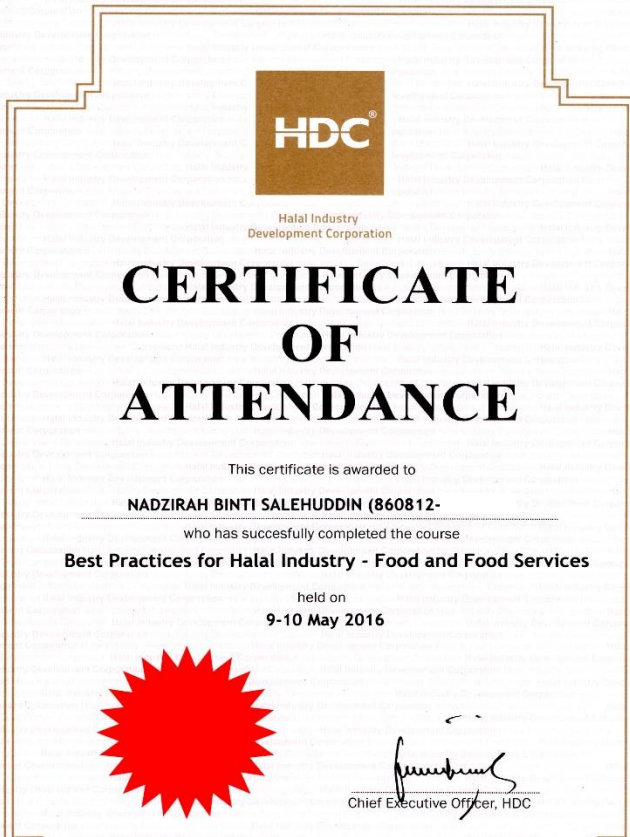 HDC®
Halal Industry
Development Corporation
CERTIFICATE
OF
ATTENDANCE
This certificate is awarded to
NADZIRAH BINTI SALEHUDDIN (860812-
who has succesfully completed the course
Best Practices for Halal Industry - Food and Food Services
held on
9-10 May 2016
Chief Executive Officer, HDC